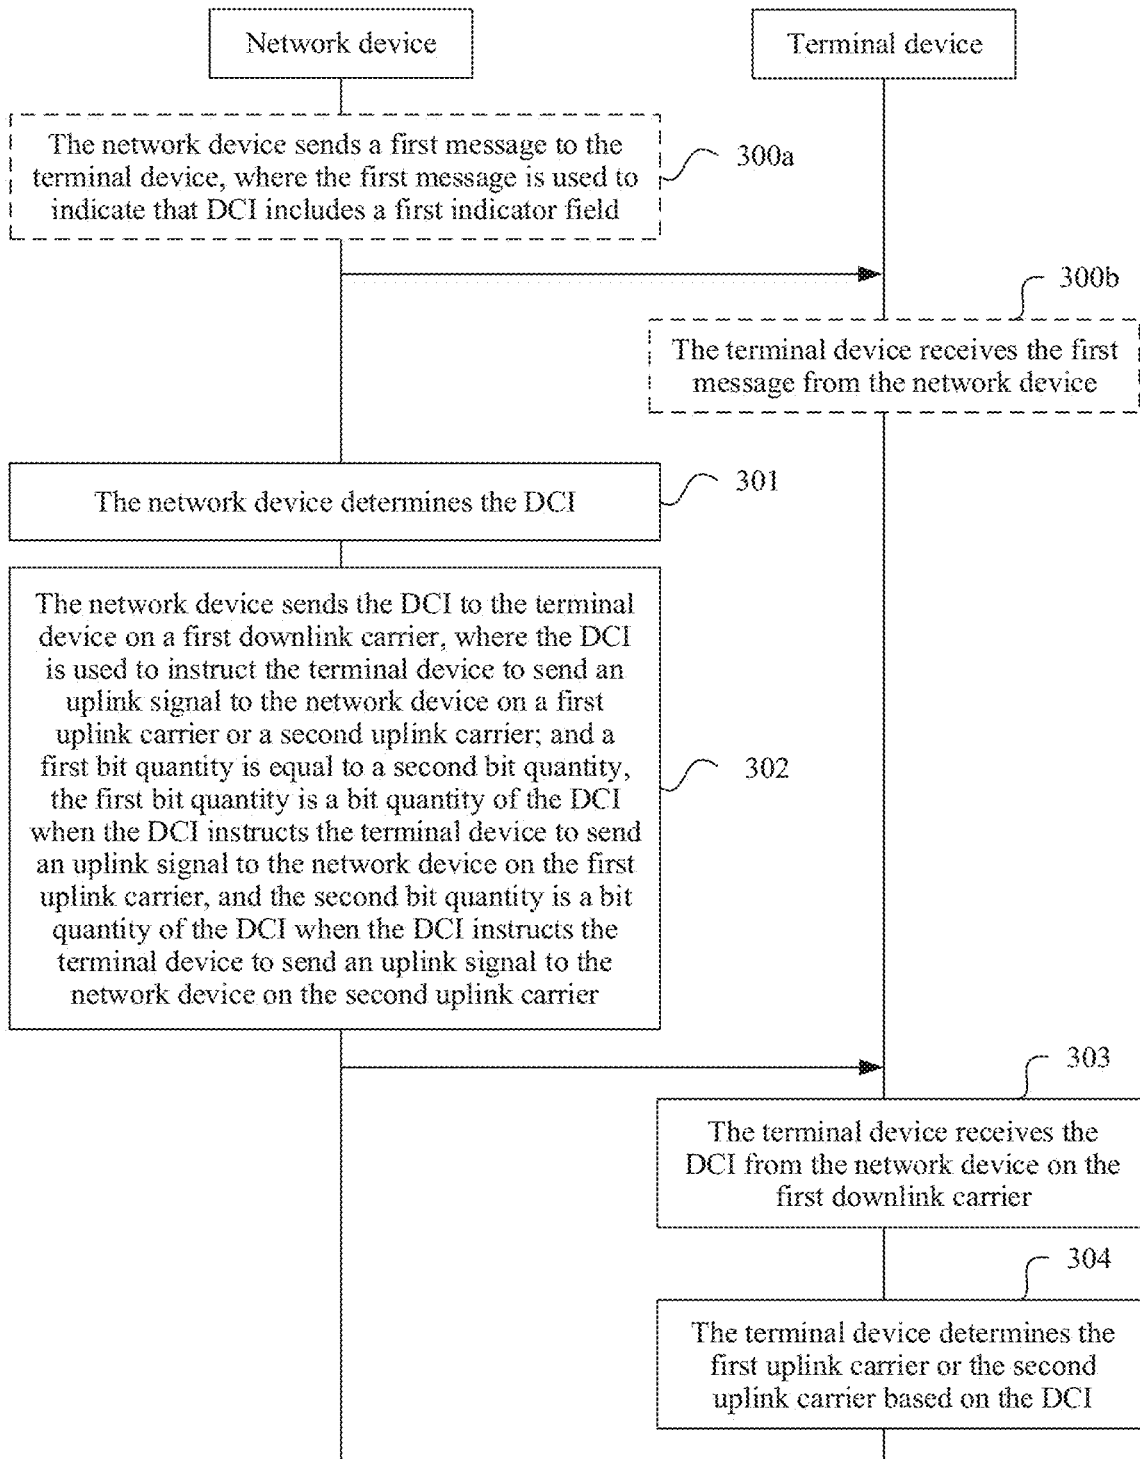 Network device
Terminal device
The network device sends a first message to the
terminal device, where the first message is used to
indicate that DCI includes a first indicator field
300a
300b
The terminal device receives the first
message from the network device
The network device determines the DCI
301
The network device sends the DCI to the terminal
device on a first downlink carrier, where the DCI
is used to instruct the terminal device to send an
uplink signal to the network device on a first
uplink carrier or a second uplink carrier; and a
first bit quantity is equal to a second bit quantity,
the first bit quantity is a bit quantity of the DCI
when the DCI instructs the terminal device to send
an uplink signal to the network device on the first
uplink carrier, and the second bit quantity is a bit
quantity of the DCI when the DCI instructs the
terminal device to send an uplink signal to the
network device on the second uplink carrier
302
303
The terminal device receives the
DCI from the network device on the
first downlink carrier
304
The terminal device determines the
first uplink carrier or the second
uplink carrier based on the DCI